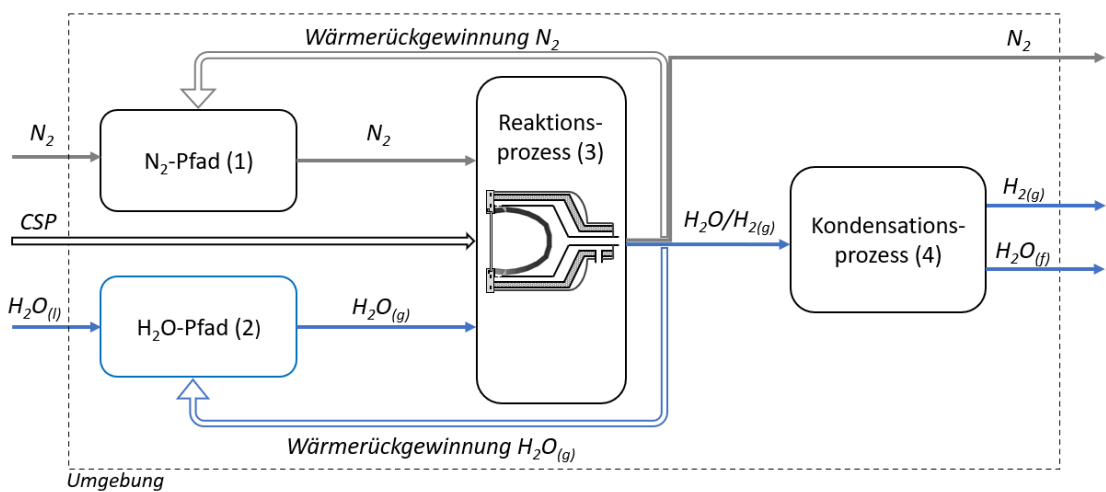 Wärmerückgewinnung N₂
N₂
N₂
N₂-Pfad (1)
N₂
Reaktions-
prozess (3)
CSP
H₂O/H₂₍g₎
Kondensations-
prozess (4)
H₂₍g₎
H₂O₍f₎
H₂O₍l₎
H₂O-Pfad (2)
H₂O₍g₎
Wärmerückgewinnung H₂O₍g₎
Umgebung